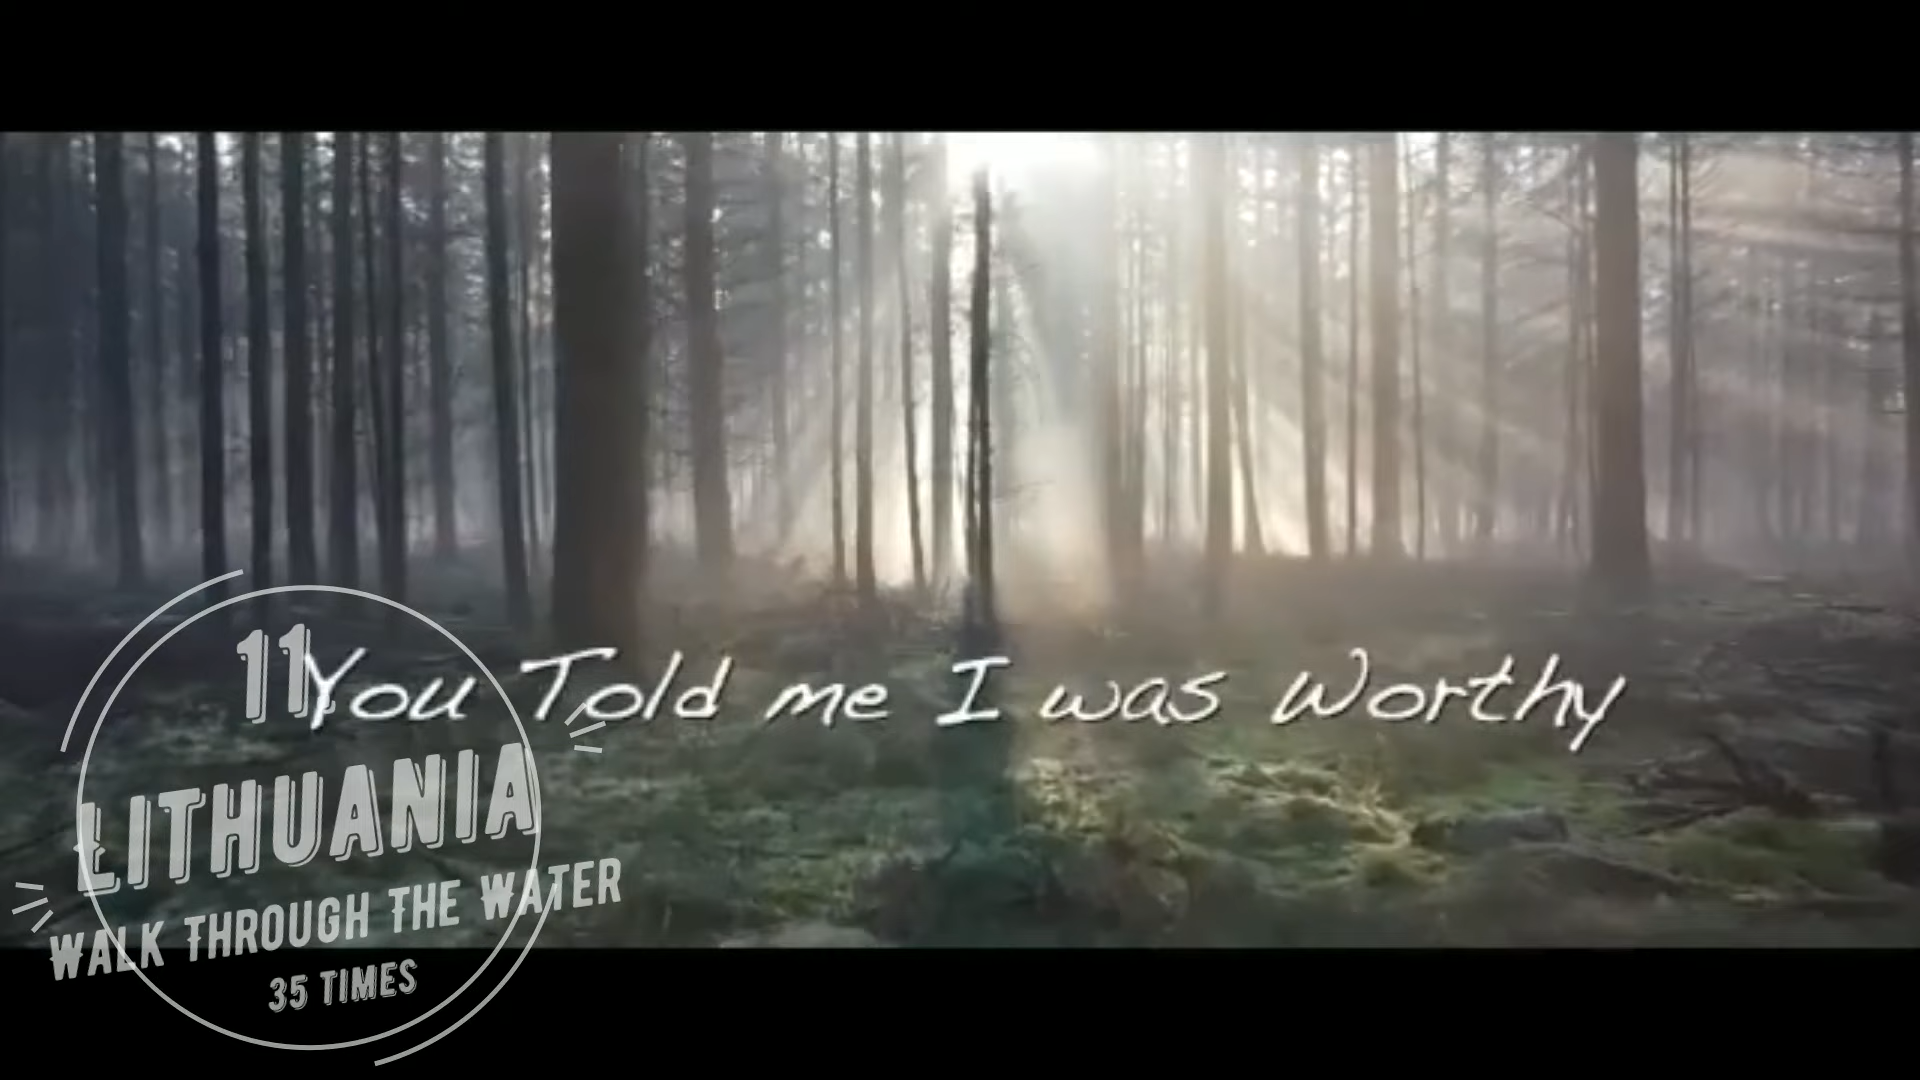 You Told me I was Worthy
11.
LITHUANIA
WALK THROUGH THE WATER
35 TIMES